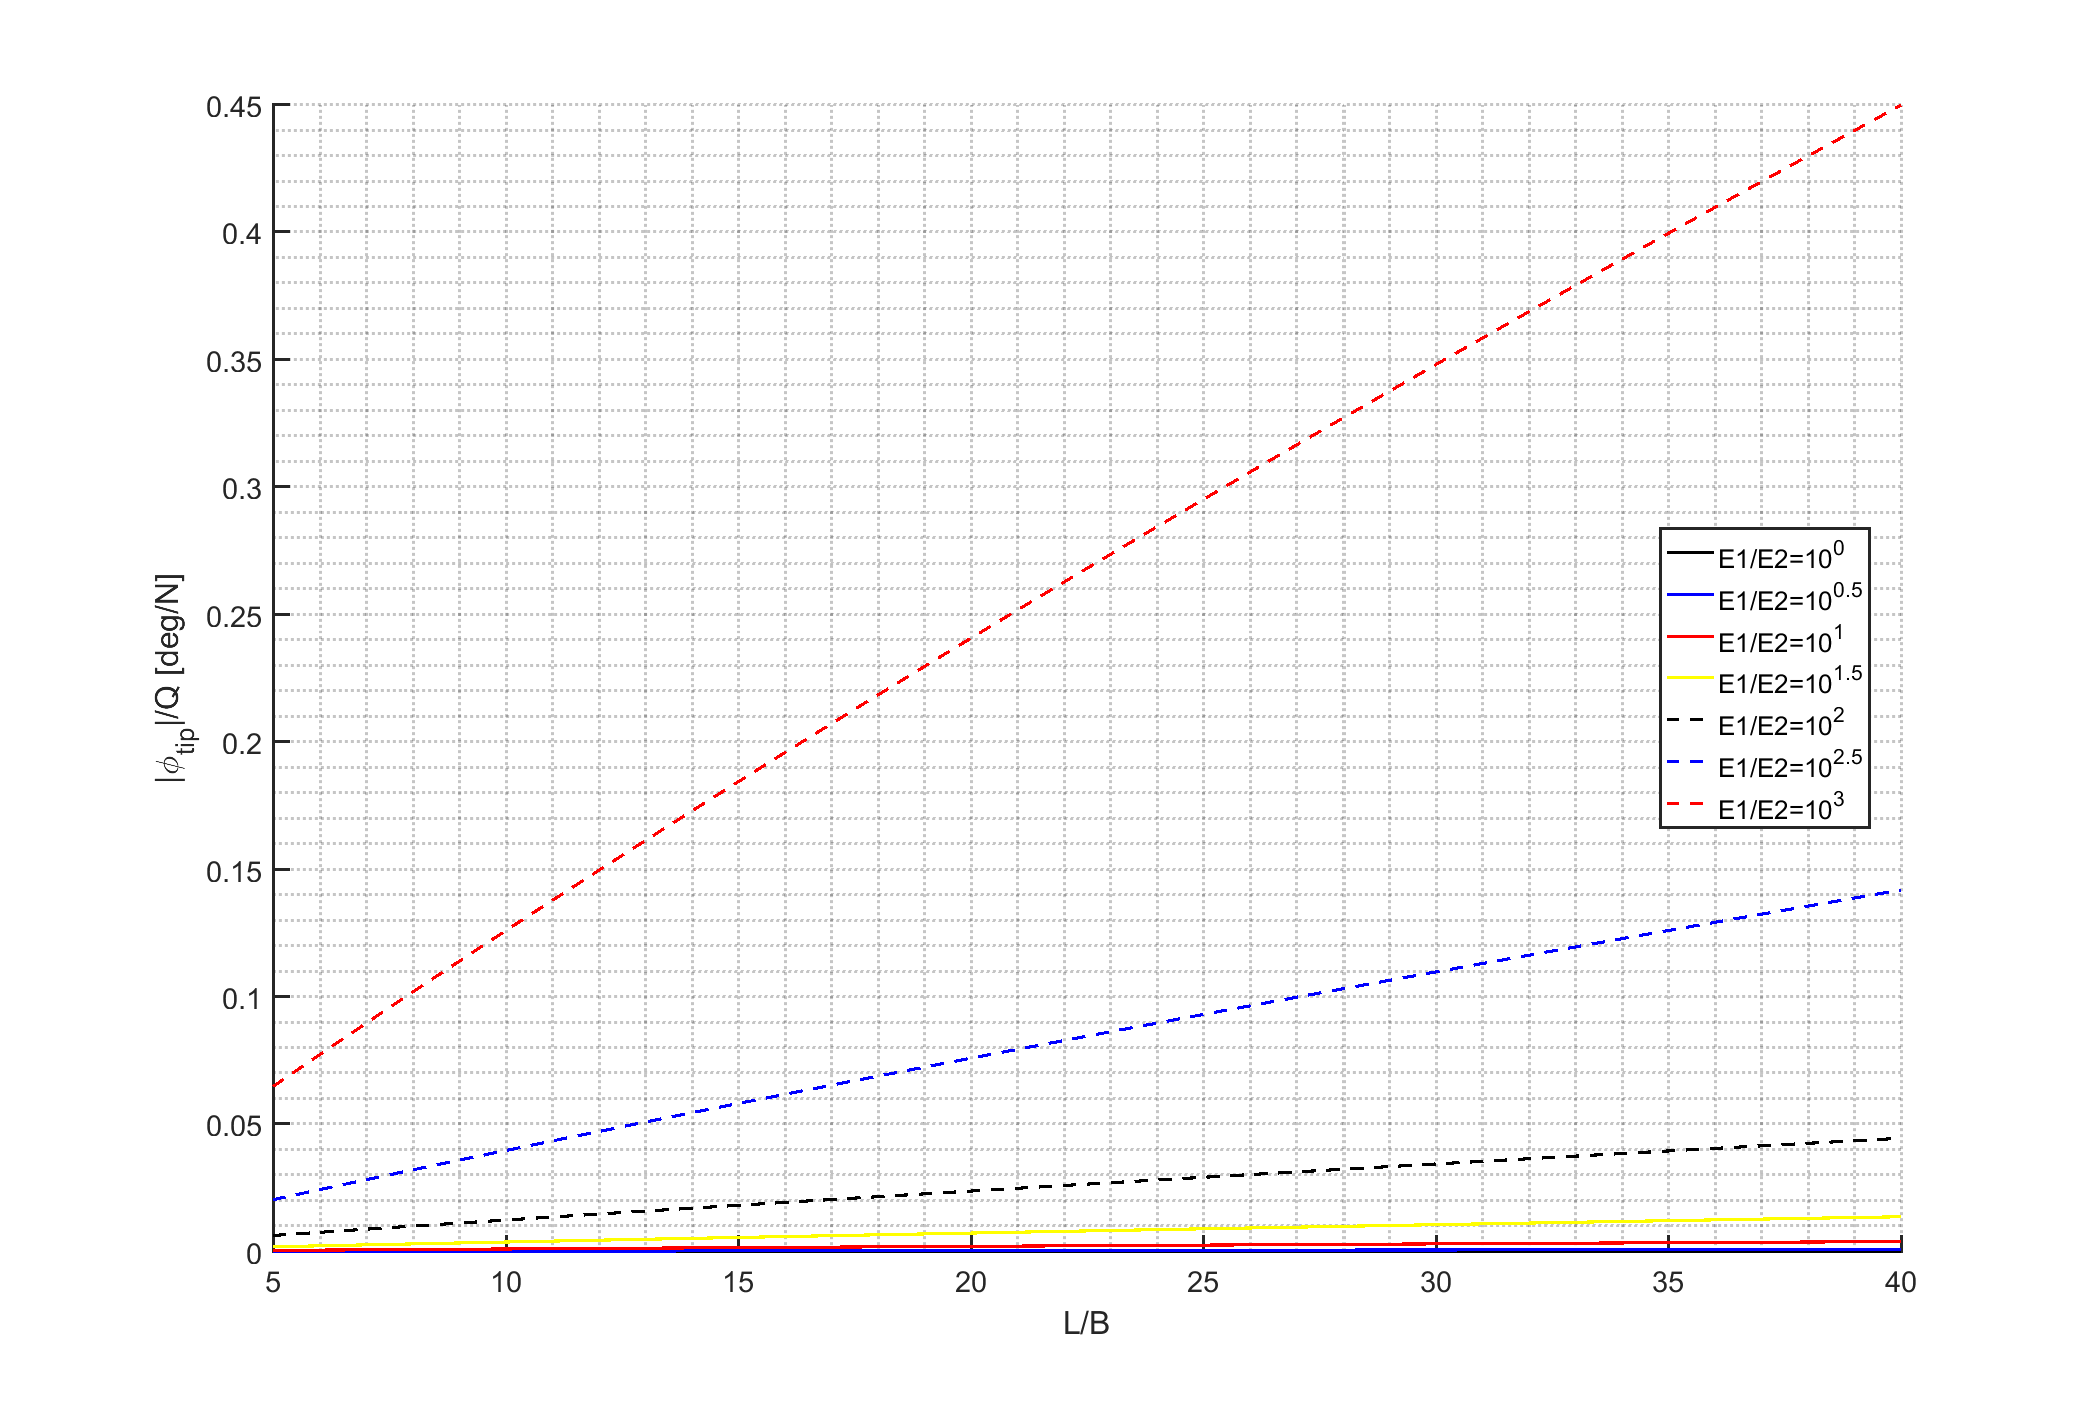 0.45
0.4
0.35
0.3
0.25
0.2
0.15
0.1
0.05
0
|ϕ_tip|/Q [deg/N]
5 10 15 20 25 30 35 40
L/B
E1/E2=10^0
E1/E2=10^0.5
E1/E2=10^1
E1/E2=10^1.5
E1/E2=10^2
E1/E2=10^2.5
E1/E2=10^3